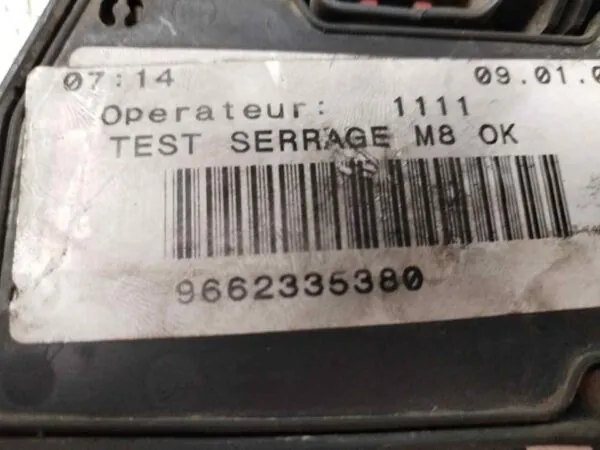 07:14 09.01.0
Operateur: 1111
TEST SERRAGE M8 OK
9662335380